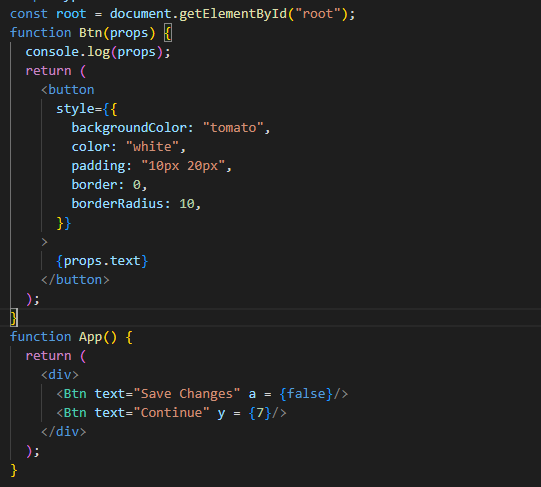 const root = document.getElementById("root");
function Btn(props) {
  console.log(props);
  return (
    <button
      style={{
        backgroundColor: "tomato",
        color: "white",
        padding: "10px 20px",
        border: 0,
        borderRadius: 10,
      }}
    >
      {props.text}
    </button>
  );
}
function App() {
  return (
    <div>
      <Btn text="Save Changes" a = {false}/>
      <Btn text="Continue" y = {7}/>
    </div>
  );
}